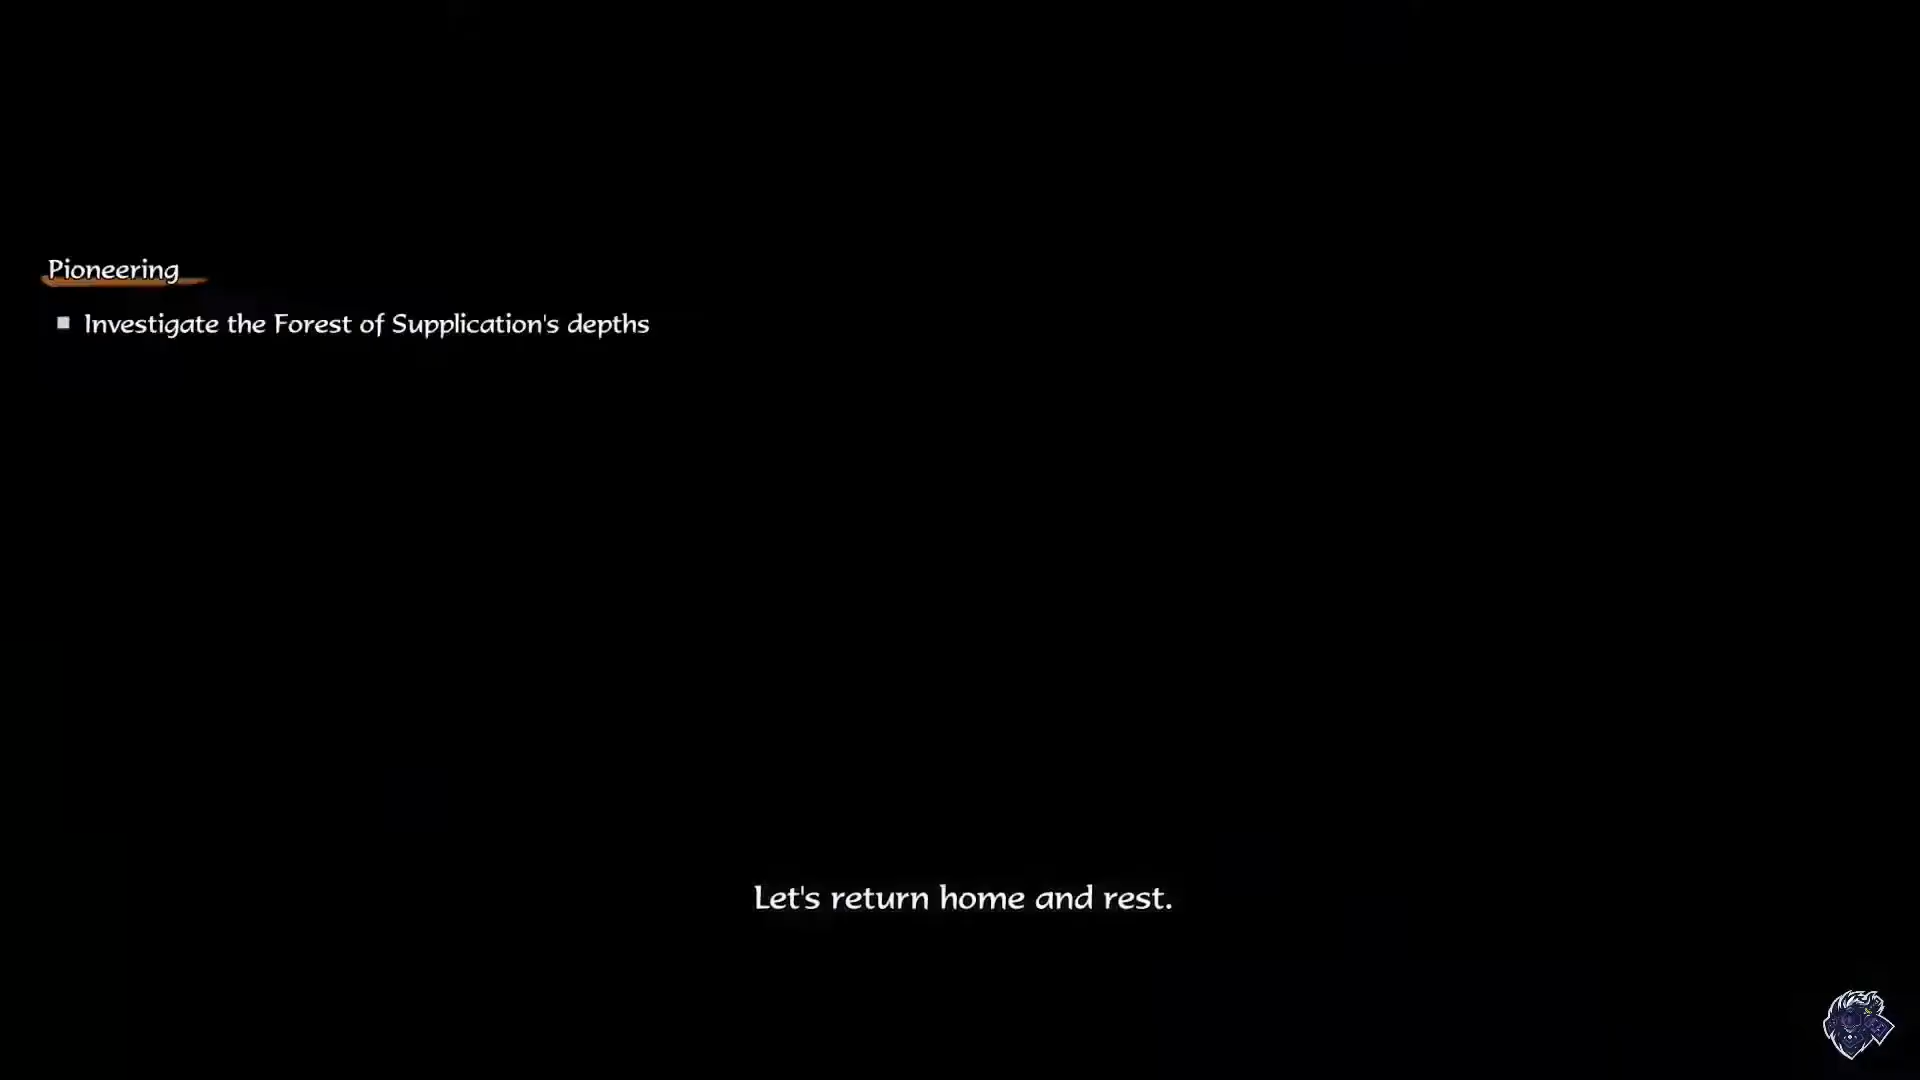 Pioneering
Investigate the Forest of Supplication's depths
Let's return home and rest.